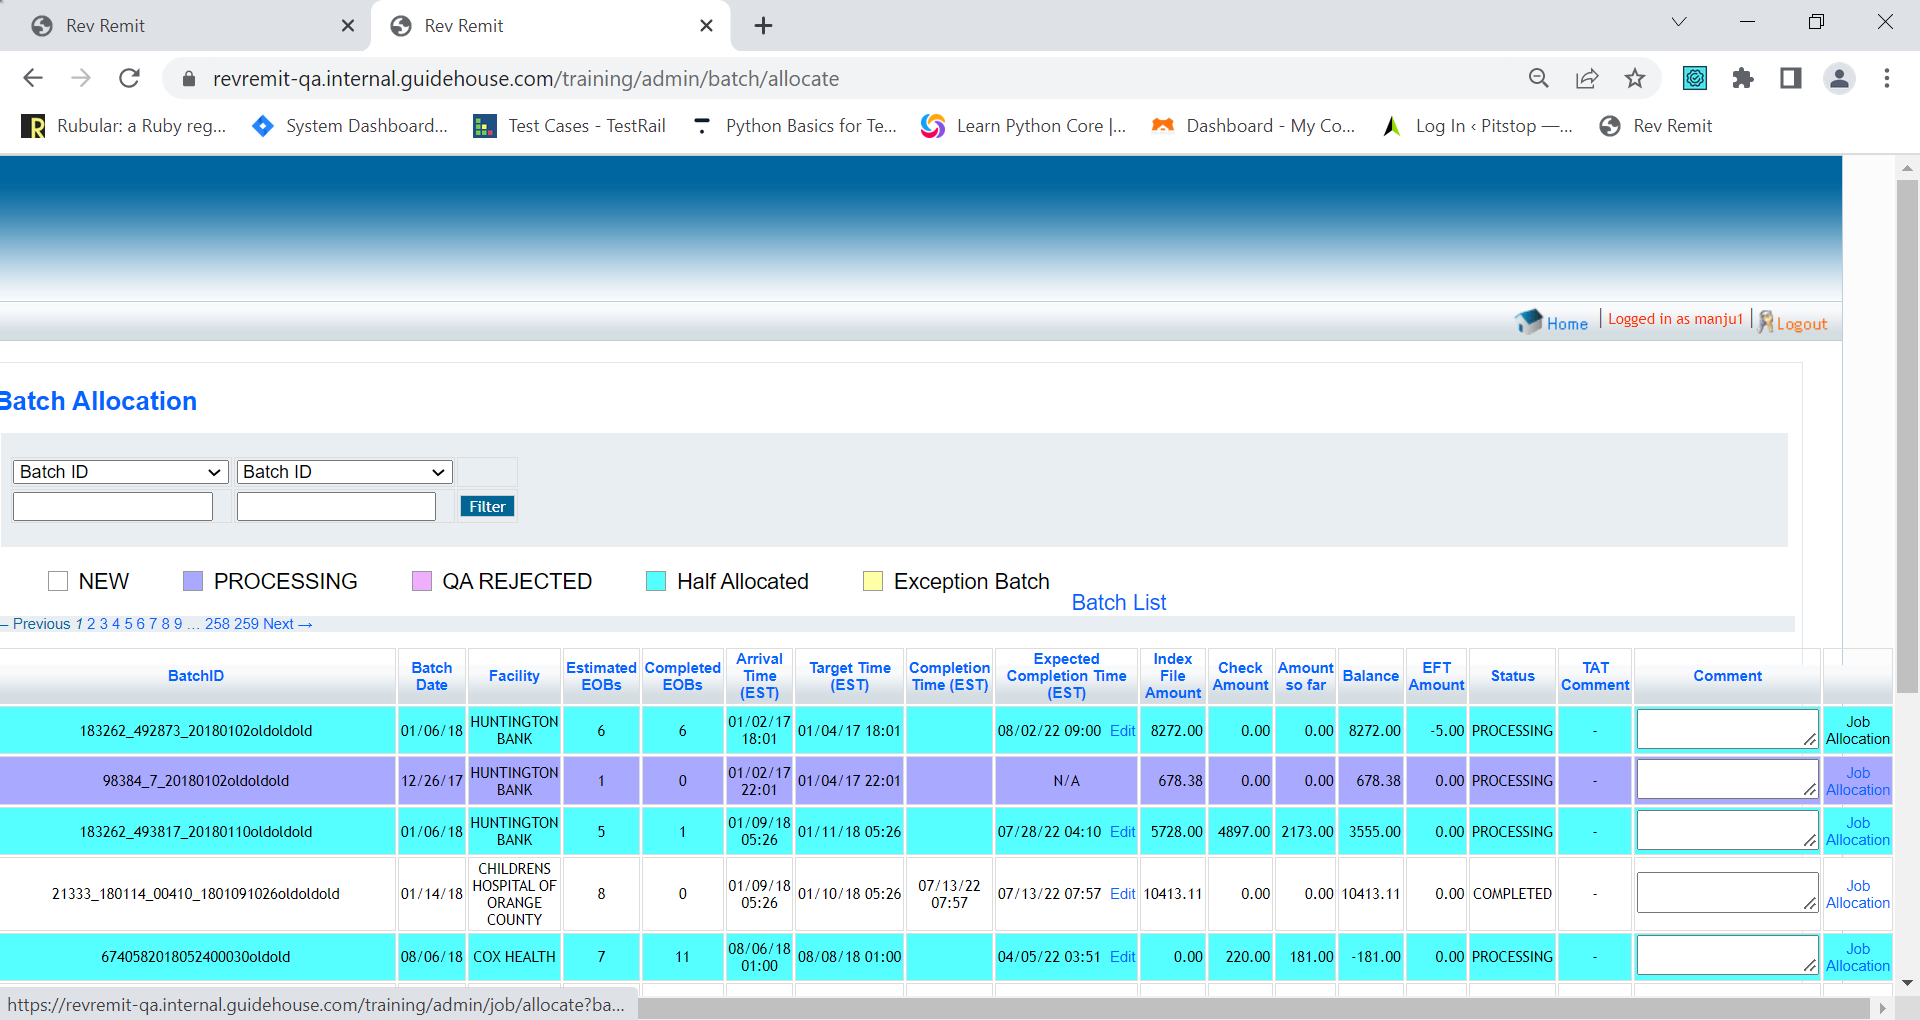 Rev Remit
Rev Remit
revremit-qa.internal.guidehouse.com/training/admin/batch/allocate
Rubular: a Ruby reg...
System Dashboard...
Test Cases - TestRail
Python Basics for Te...
Learn Python Core |...
Dashboard - My Co...
Log In ‹ Pitstop —...
Rev Remit
Home
Logged in as manju1
Logout
Batch Allocation
Batch ID
Batch ID
Filter
NEW
PROCESSING
QA REJECTED
Half Allocated
Exception Batch
Batch List
Previous 1 2 3 4 5 6 7 8 9 … 258 259 Next →
BatchID
Batch
Date
Facility
Estimated
EOBs
Completed
EOBs
Arrival
Time
(EST)
Target Time
(EST)
Completion
Time (EST)
Expected
Completion Time
(EST)
Index
File
Amount
Check
Amount
Amount
so far
Balance
EFT
Amount
Status
TAT
Comment
Comment
183262_492873_20180102oldoldold
01/06/18
HUNTINGTON
BANK
6
6
01/02/17
18:01
01/04/17 18:01
08/02/22 09:00 Edit
8272.00
0.00
0.00
8272.00
-5.00
PROCESSING
-
Job
Allocation
98384_7_20180102oldoldold
12/26/17
HUNTINGTON
BANK
1
0
01/02/17
22:01
01/04/17 22:01
N/A
678.38
0.00
0.00
678.38
0.00
PROCESSING
-
Job
Allocation
183262_493817_20180110oldoldold
01/06/18
HUNTINGTON
BANK
5
1
01/09/18
05:26
01/11/18 05:26
07/28/22 04:10 Edit
5728.00
4897.00
2173.00
3555.00
0.00
PROCESSING
-
Job
Allocation
21333_180114_00410_1801091026oldoldold
01/14/18
CHILDRENS
HOSPITAL OF
ORANGE
COUNTY
8
0
01/09/18
05:26
01/10/18 05:26
07/13/22
07:57
07/13/22 07:57 Edit
10413.11
0.00
0.00
10413.11
0.00
COMPLETED
-
Job
Allocation
6740582018052400030oldold
08/06/18
COX HEALTH
7
11
08/06/18
01:00
08/08/18 01:00
04/05/22 03:51 Edit
0.00
220.00
181.00
-181.00
0.00
PROCESSING
-
Job
Allocation
https://revremit-qa.internal.guidehouse.com/training/admin/job/allocate?ba...